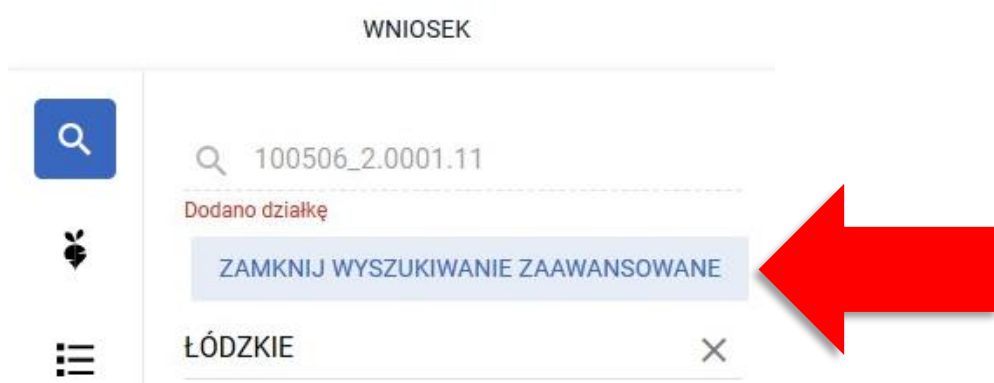 WNIOSEK
100506_2.0001.11
Dodano działkę
ZAMKNIJ WYSZUKIWANIE ZAAWANSOWANE
ŁÓDZKIE